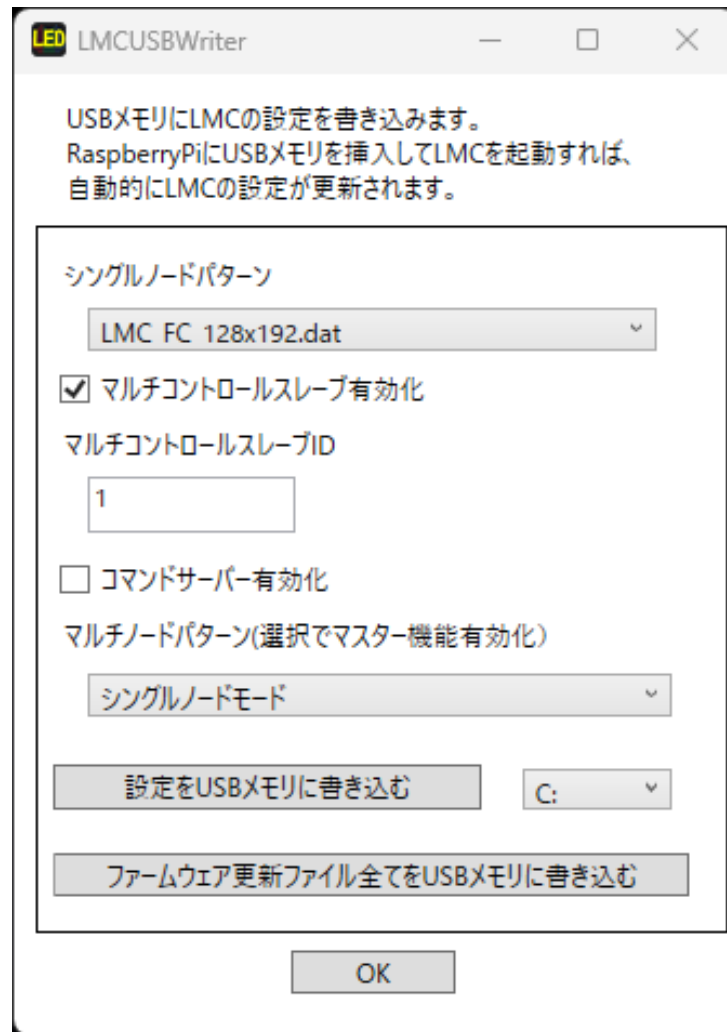 LED LMCUSBWriter
USBメモリにLMCの設定を書き込みます。
RaspberryPiにUSBメモリを挿入してLMCを起動すれば、
自動的にLMCの設定が更新されます。
シングルノードパターン
LMC FC 128x192.dat
マルチコントロールスレーブ有効化
マルチコントロールスレーブID
1
コマンドサーバー有効化
マルチノードパターン(選択でマスター機能有効化）
シングルノードモード
設定をUSBメモリに書き込む C:
ファームウェア更新ファイル全てをUSBメモリに書き込む
OK